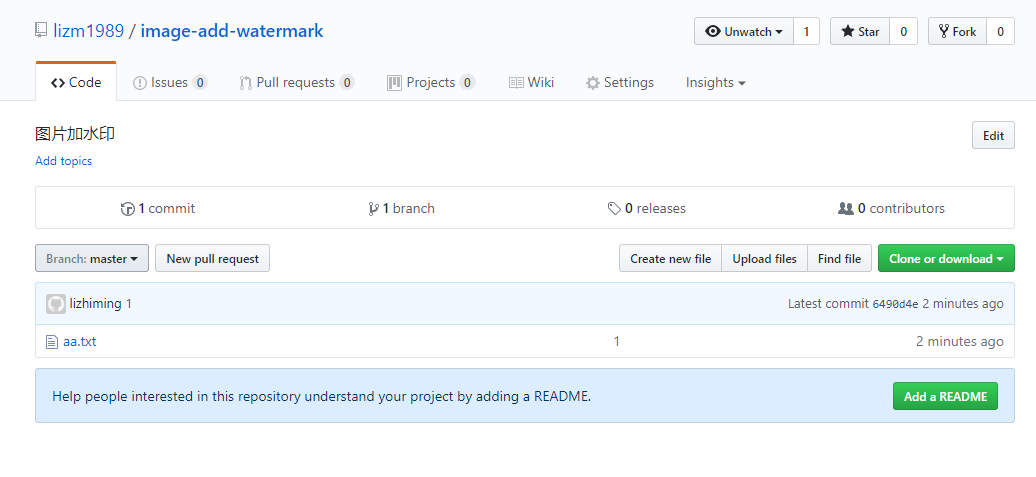 lizm1989 / image-add-watermark Unwatch 1 Star 0 Fork 0
Code Issues 0 Pull requests 0 Projects 0 Wiki Settings Insights
图片加水印 Edit
Add topics
1 commit 1 branch 0 releases 0 contributors
Branch: master New pull request Create new file Upload files Find file Clone or download
lizhiming 1 Latest commit 6490d4e 2 minutes ago
aa.txt 1 2 minutes ago
Help people interested in this repository understand your project by adding a README. Add a README